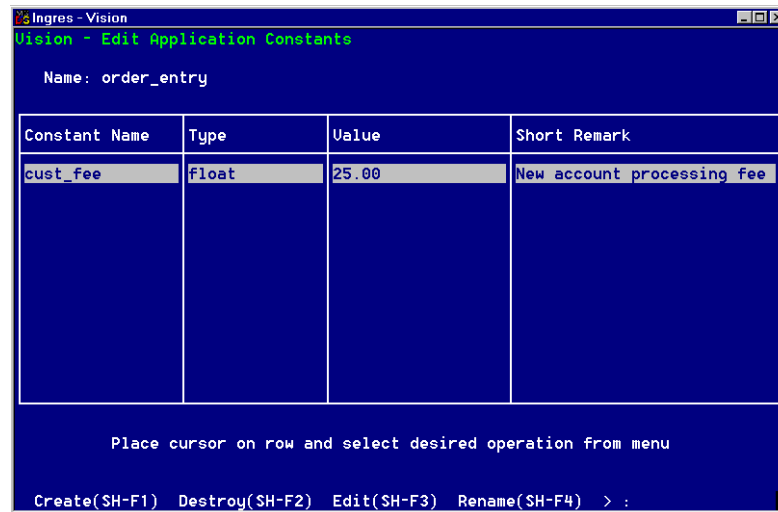 Ingres - Vision
Vision - Edit Application Constants
Name: order_entry
Constant Name Type Value Short Remark
cust_fee float 25.00 New account processing fee
Place cursor on row and select desired operation from menu
Create(SH-F1) Destroy(SH-F2) Edit(SH-F3) Rename(SH-F4) > :